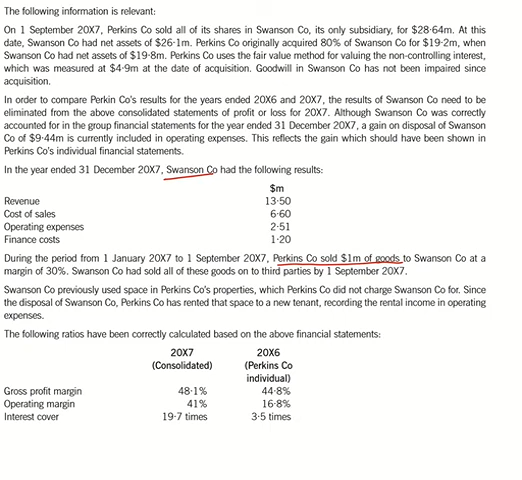 The following information is relevant:
On 1 September 20X7, Perkins Co sold all of its shares in Swanson Co, its only subsidiary, for $28·64m. At this
date, Swanson Co had net assets of $26·1m. Perkins Co originally acquired 80% of Swanson Co for $19·2m, when
Swanson Co had net assets of $19·8m. Perkins Co uses the fair value method for valuing the non-controlling interest,
which was measured at $4·9m at the date of acquisition. Goodwill in Swanson Co has not been impaired since
acquisition.
In order to compare Perkin Co's results for the years ended 20X6 and 20X7, the results of Swanson Co need to be
eliminated from the above consolidated statements of profit or loss for 20X7. Although Swanson Co was correctly
accounted for in the group financial statements for the year ended 31 December 20X7, a gain on disposal of Swanson
Co of $9·44m is currently included in operating expenses. This reflects the gain which should have been shown in
Perkins Co's individual financial statements.
In the year ended 31 December 20X7, Swanson Co had the following results:
$m
Revenue 13·50
Cost of sales 6·60
Operating expenses 2·51
Finance costs 1·20
During the period from 1 January 20X7 to 1 September 20X7, Perkins Co sold $1m of goods to Swanson Co at a
margin of 30%. Swanson Co had sold all of these goods on to third parties by 1 September 20X7.
Swanson Co previously used space in Perkins Co's properties, which Perkins Co did not charge Swanson Co for. Since
the disposal of Swanson Co, Perkins Co has rented that space to a new tenant, recording the rental income in operating
expenses.
The following ratios have been correctly calculated based on the above financial statements:
20X7 20X6
(Consolidated) (Perkins Co
individual)
Gross profit margin 48·1% 44·8%
Operating margin 41% 16·8%
Interest cover 19·7 times 3·5 times